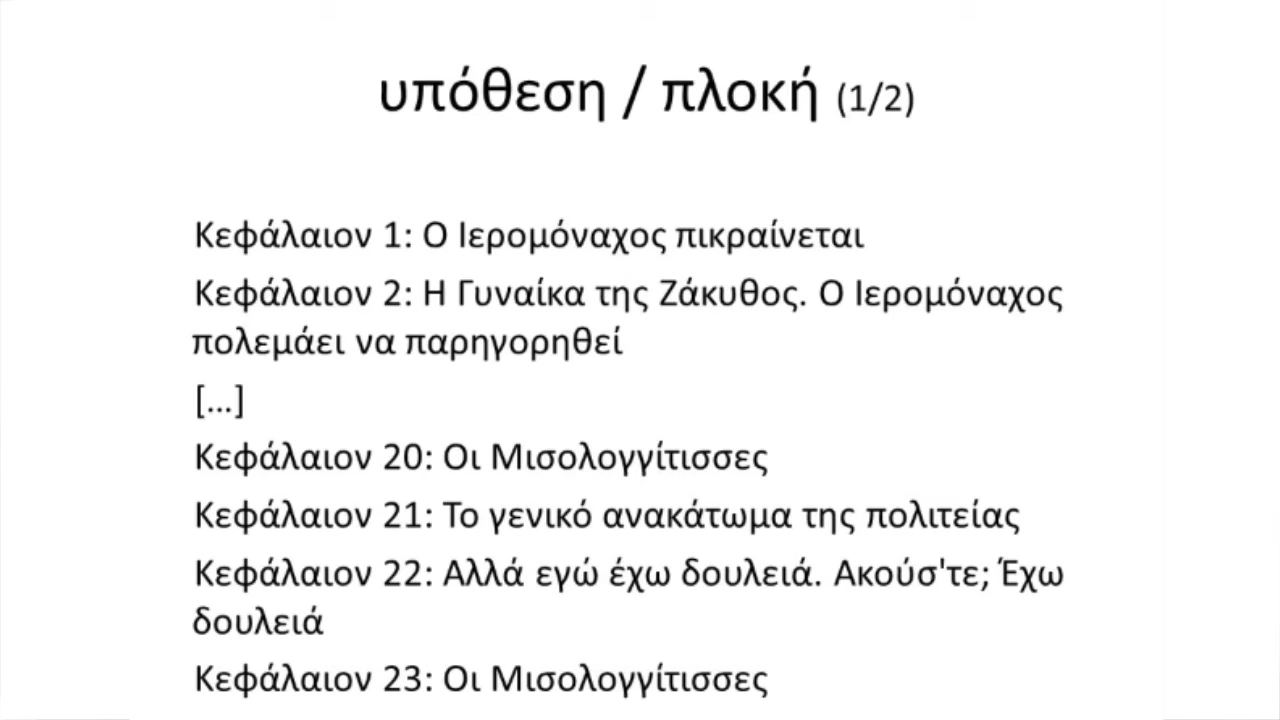 υπόθεση / πλοκή (1/2)
Κεφάλαιον 1: Ο Ιερομόναχος πικραίνεται
Κεφάλαιον 2: Η Γυναίκα της Ζάκυθος. Ο Ιερομόναχος
πολεμάει να παρηγορηθεί
[...]
Κεφάλαιον 20: Οι Μισολογγίτισσες
Κεφάλαιον 21: Το γενικό ανακάτωμα της πολιτείας
Κεφάλαιον 22: Αλλά εγώ έχω δουλειά. Ακούσ'τε; Έχω
δουλειά
Κεφάλαιον 23: Οι Μισολογγίτισσες